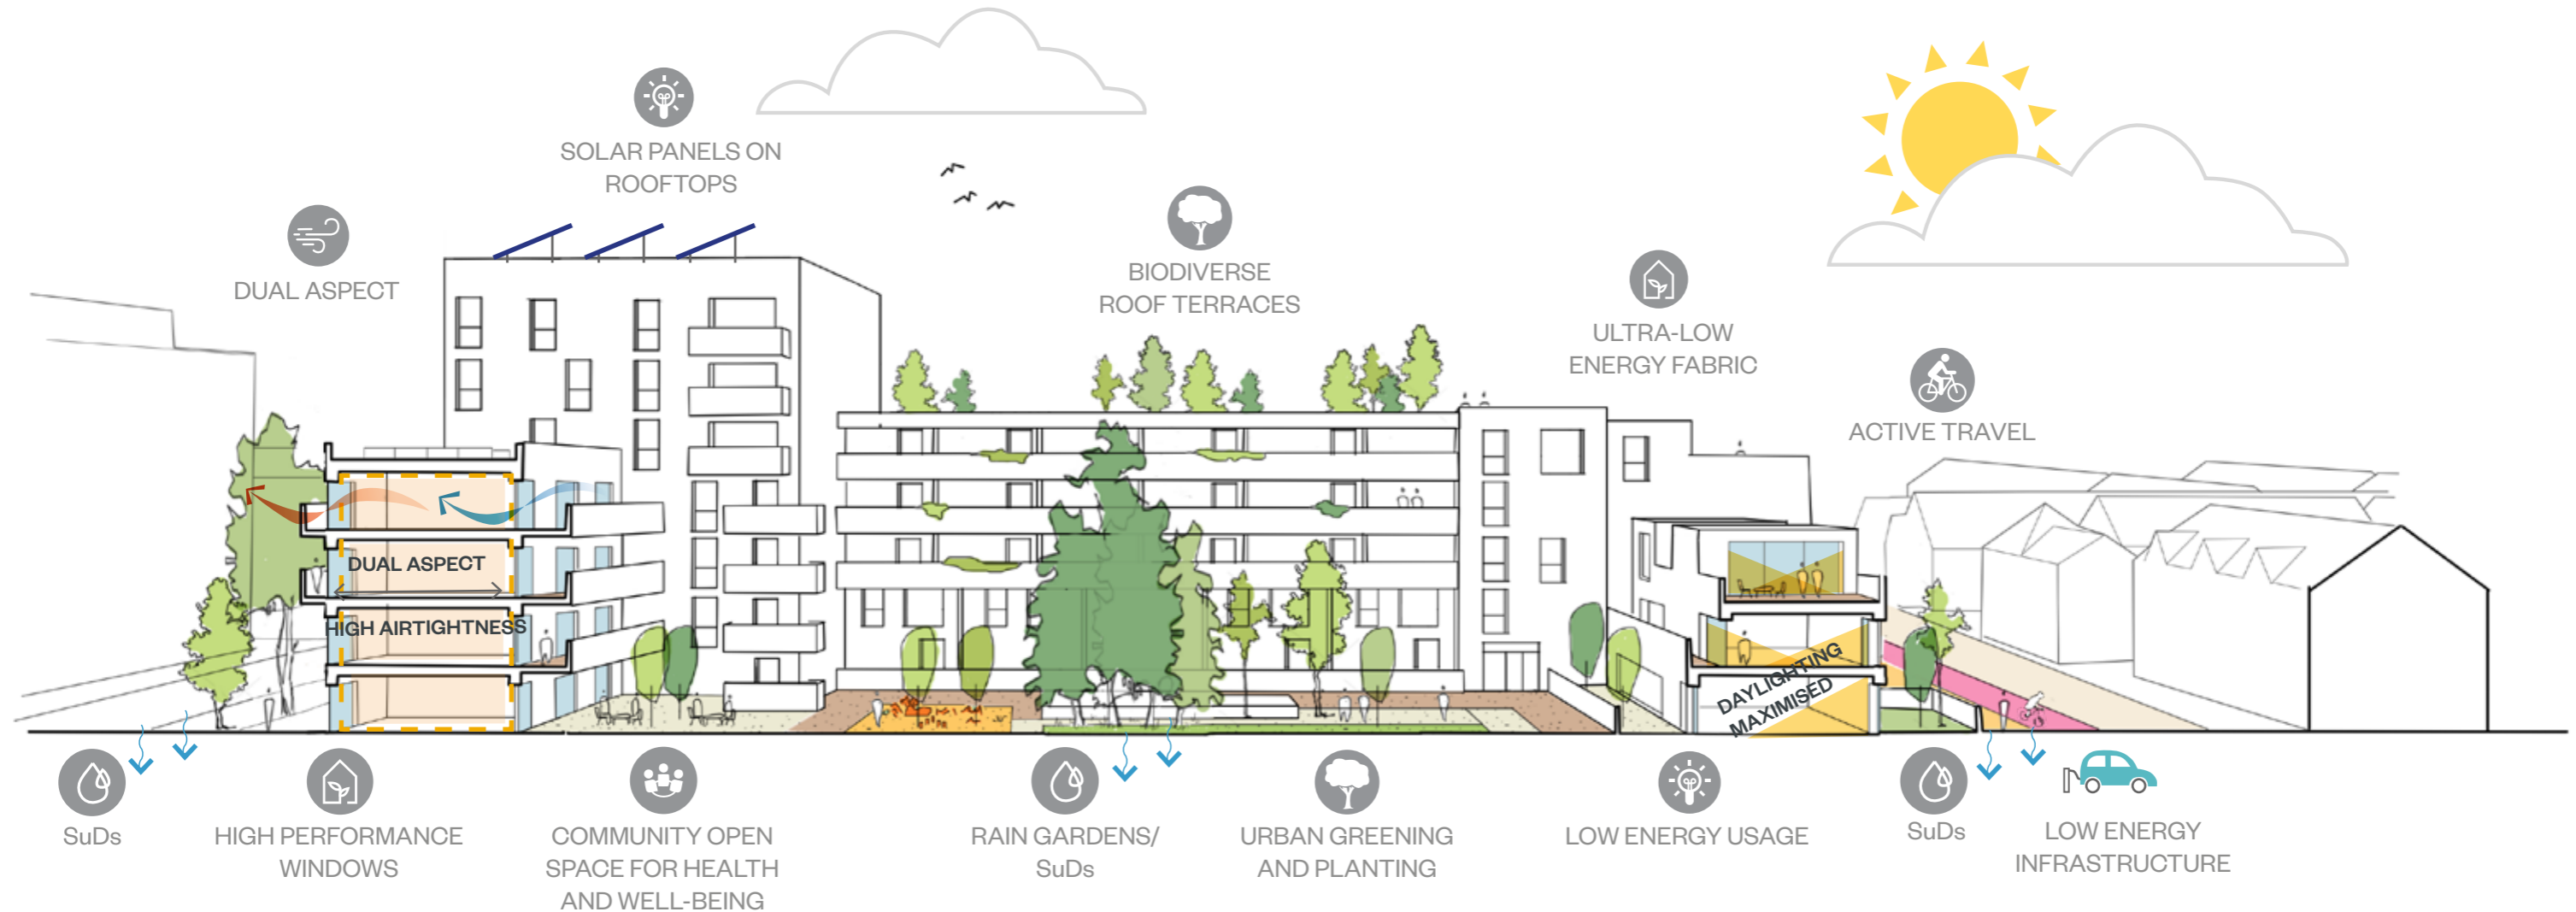 SOLAR PANELS ON
ROOFTOPS
DUAL ASPECT
BIODIVERSE
ROOF TERRACES
ULTRA-LOW
ENERGY FABRIC
ACTIVE TRAVEL
DUAL ASPECT
HIGH AIRTIGHTNESS
DAYLIGHTING
MAXIMISED
SuDs
HIGH PERFORMANCE
WINDOWS
COMMUNITY OPEN
SPACE FOR HEALTH
AND WELL-BEING
RAIN GARDENS/
SuDs
URBAN GREENING
AND PLANTING
LOW ENERGY USAGE
SuDs
LOW ENERGY
INFRASTRUCTURE